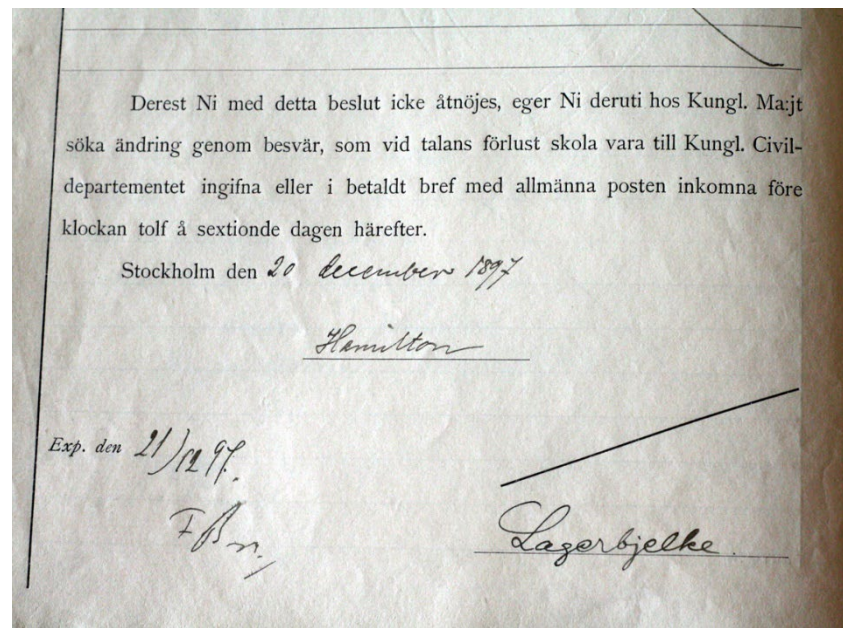 Derest Ni med detta beslut icke åtnöjes, eger Ni deruti hos Kungl. Ma:jt
söka ändring genom besvär, som vid talans förlust skola vara till Kungl. Civil-
departementet ingifna eller i betaldt bref med allmänna posten inkomna före
klockan tolf å sextionde dagen härefter.
Stockholm den 20 december 1897
Hamilton
Exp. den 21/12 97.
Lagerbjelke.